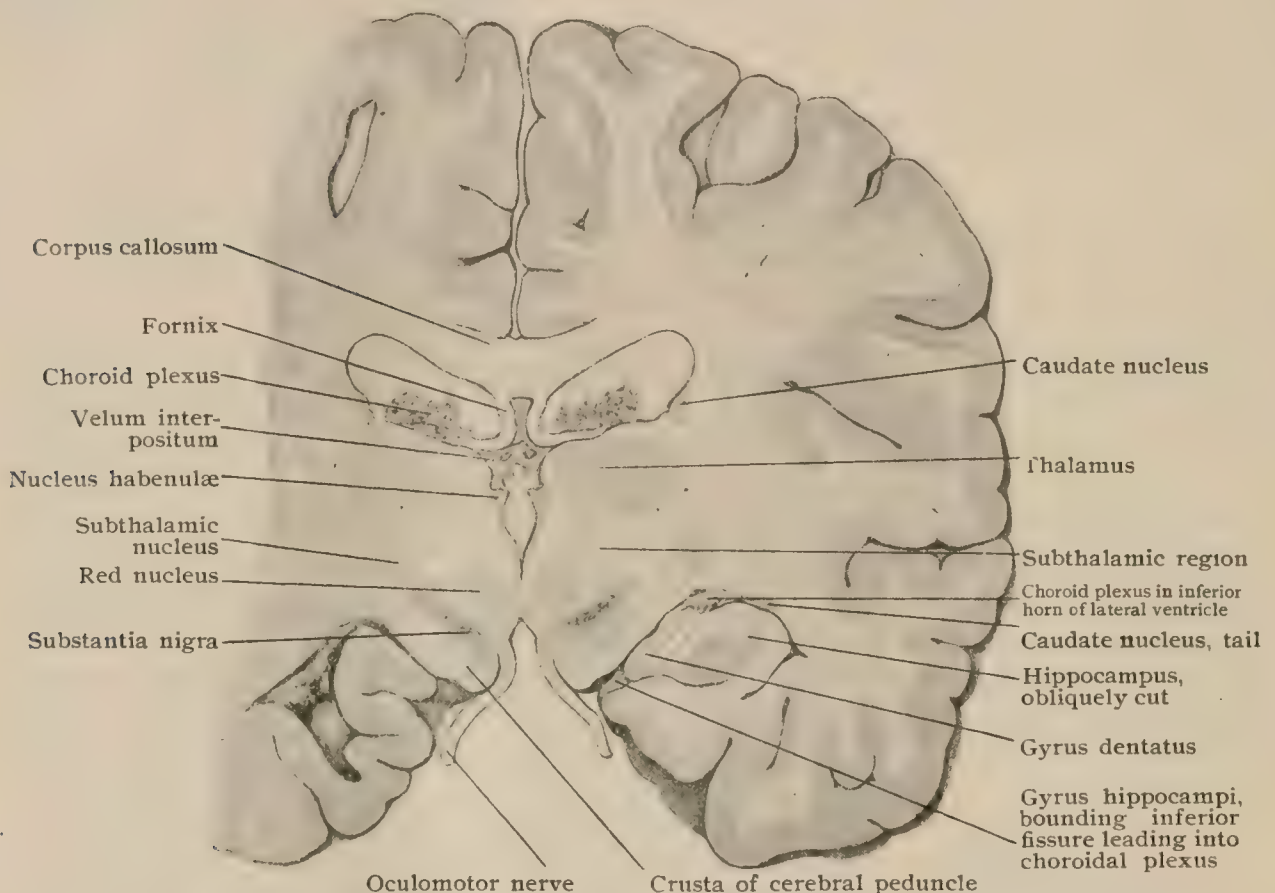 Corpus callosum
Fornix
Choroid plexus
Velum inter-
positum
Nucleus habenulæ
Subthalamic
nucleus
Red nucleus
Substantia nigra
Caudate nucleus
Thalamus
Subthalamic region
Choroid plexus in inferior
horn of lateral ventricle
Caudate nucleus, tail
Hippocampus,
obliquely cut
Gyrus dentatus
Gyrus hippocampi,
bounding inferior
fissure leading into
choroidal plexus
Oculomotor nerve
Crusta of cerebral peduncle